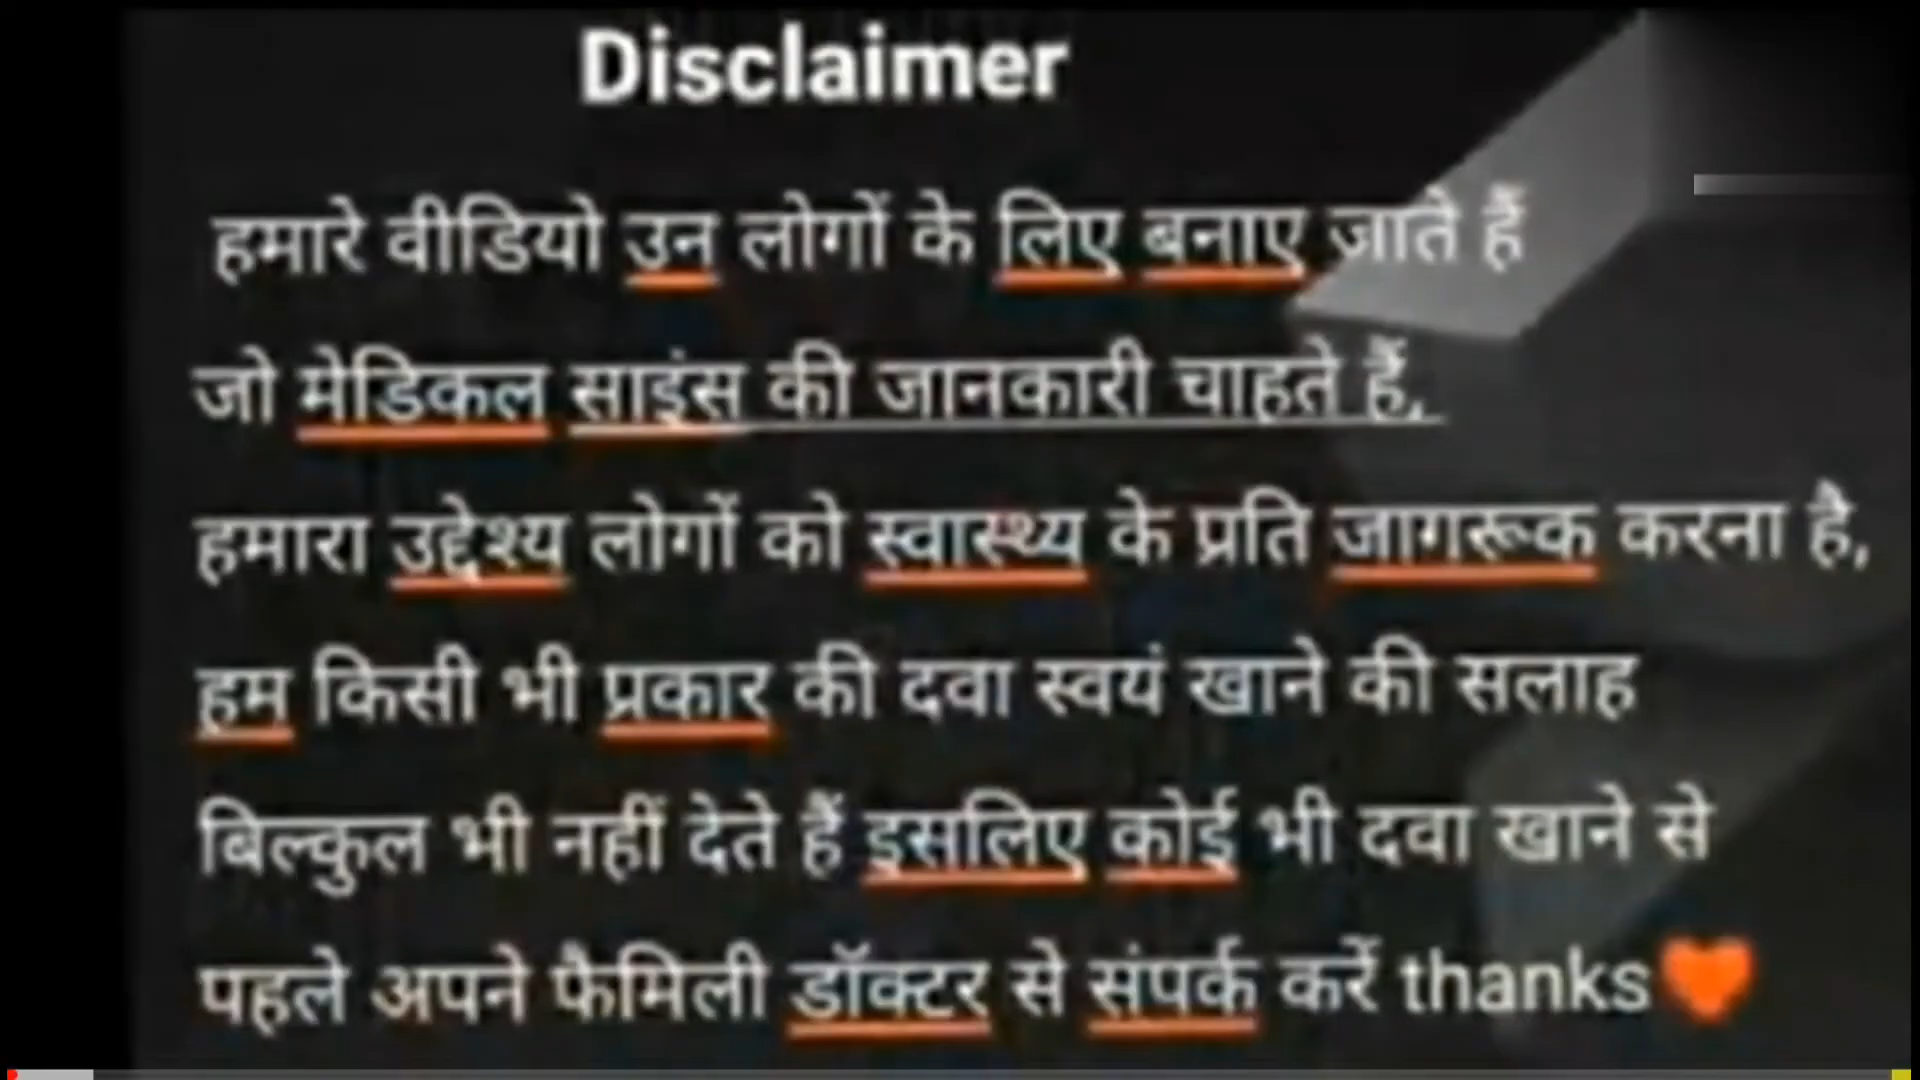 Disclaimer
हमारे वीडियो उन लोगों के लिए बनाए जाते हैं
जो मेडिकल साइंस की जानकारी चाहते हैं,
हमारा उद्देश्य लोगों को स्वास्थ्य के प्रति जागरूक करना है,
हम किसी भी प्रकार की दवा स्वयं खाने की सलाह
बिल्कुल भी नहीं देते हैं इसलिए कोई भी दवा खाने से
पहले अपने फैमिली डॉक्टर से संपर्क करें thanks🧡